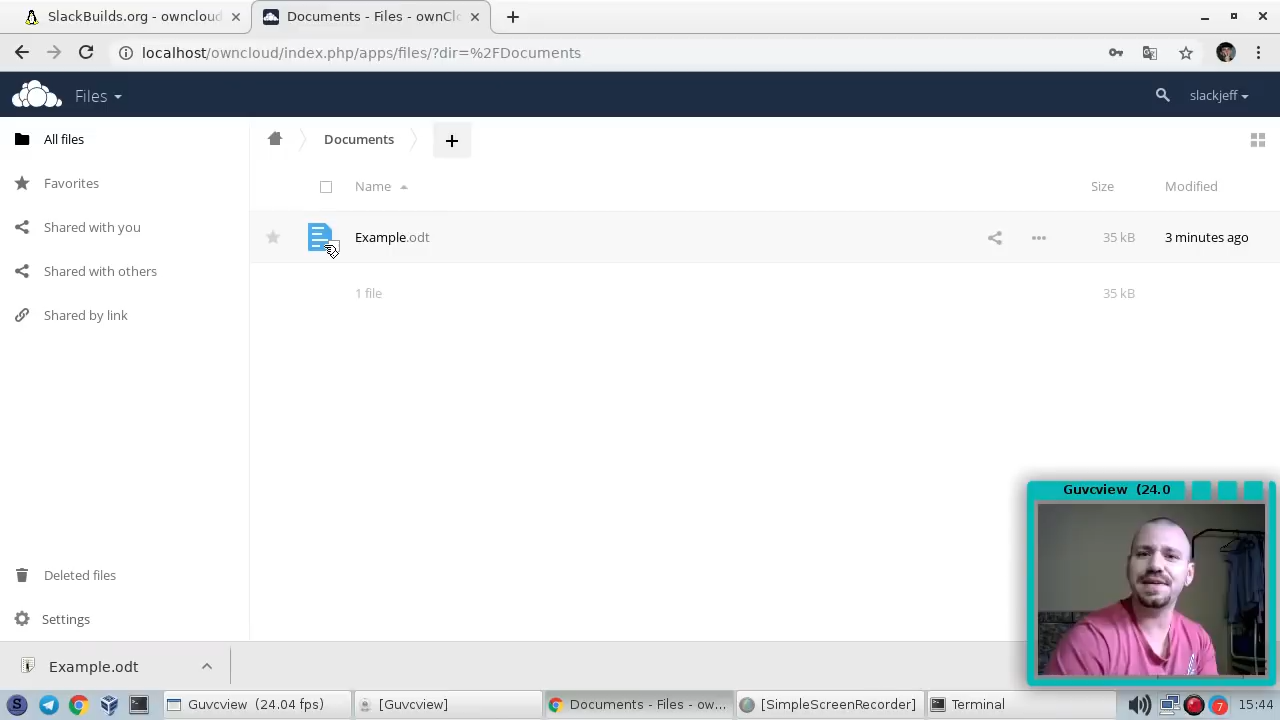 SlackBuilds.org - owncloud
Documents - Files - ownClo
localhost/owncloud/index.php/apps/files/?dir=%2FDocuments
Files
slackjeff
All files
Documents
+
Favorites
Name
Size
Modified
Shared with you
Example.odt
35 kB
3 minutes ago
Shared with others
1 file
35 kB
Shared by link
Guvcview (24.0
Deleted files
Settings
Example.odt
Guvcview (24.04 fps)
[Guvcview]
Documents - Files - ow...
[SimpleScreenRecorder]
Terminal
7
15:44